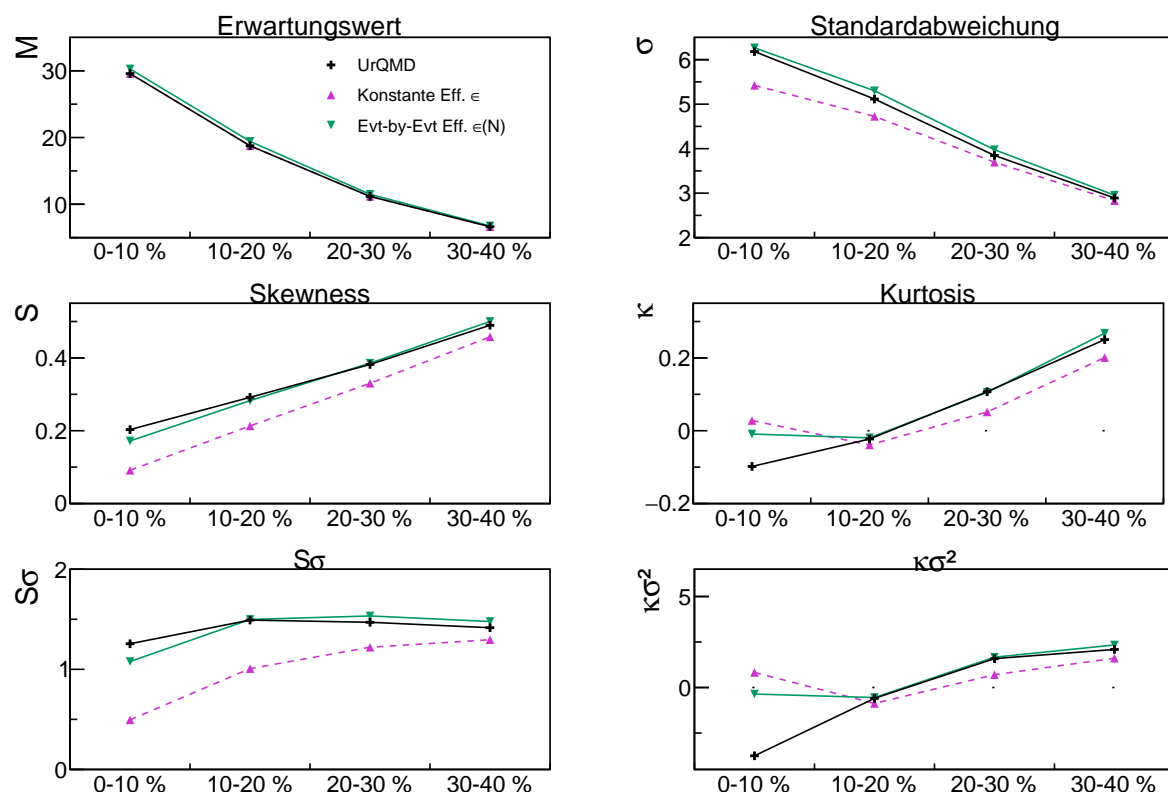 Erwartungswert
M
30
20
10
UrQMD
Konstante Eff. ∈
Evt-by-Evt Eff. ∈(N)
0-10 % 10-20 % 20-30 % 30-40 %
Standardabweichung
σ
6
5
4
3
2
0-10 % 10-20 % 20-30 % 30-40 %
Skewness
S
0.4
0.2
0
0-10 % 10-20 % 20-30 % 30-40 %
Kurtosis
κ
0.2
0
−0.2
0-10 % 10-20 % 20-30 % 30-40 %
Sσ
Sσ
2
1
0
0-10 % 10-20 % 20-30 % 30-40 %
κσ²
κσ²
5
0
0-10 % 10-20 % 20-30 % 30-40 %